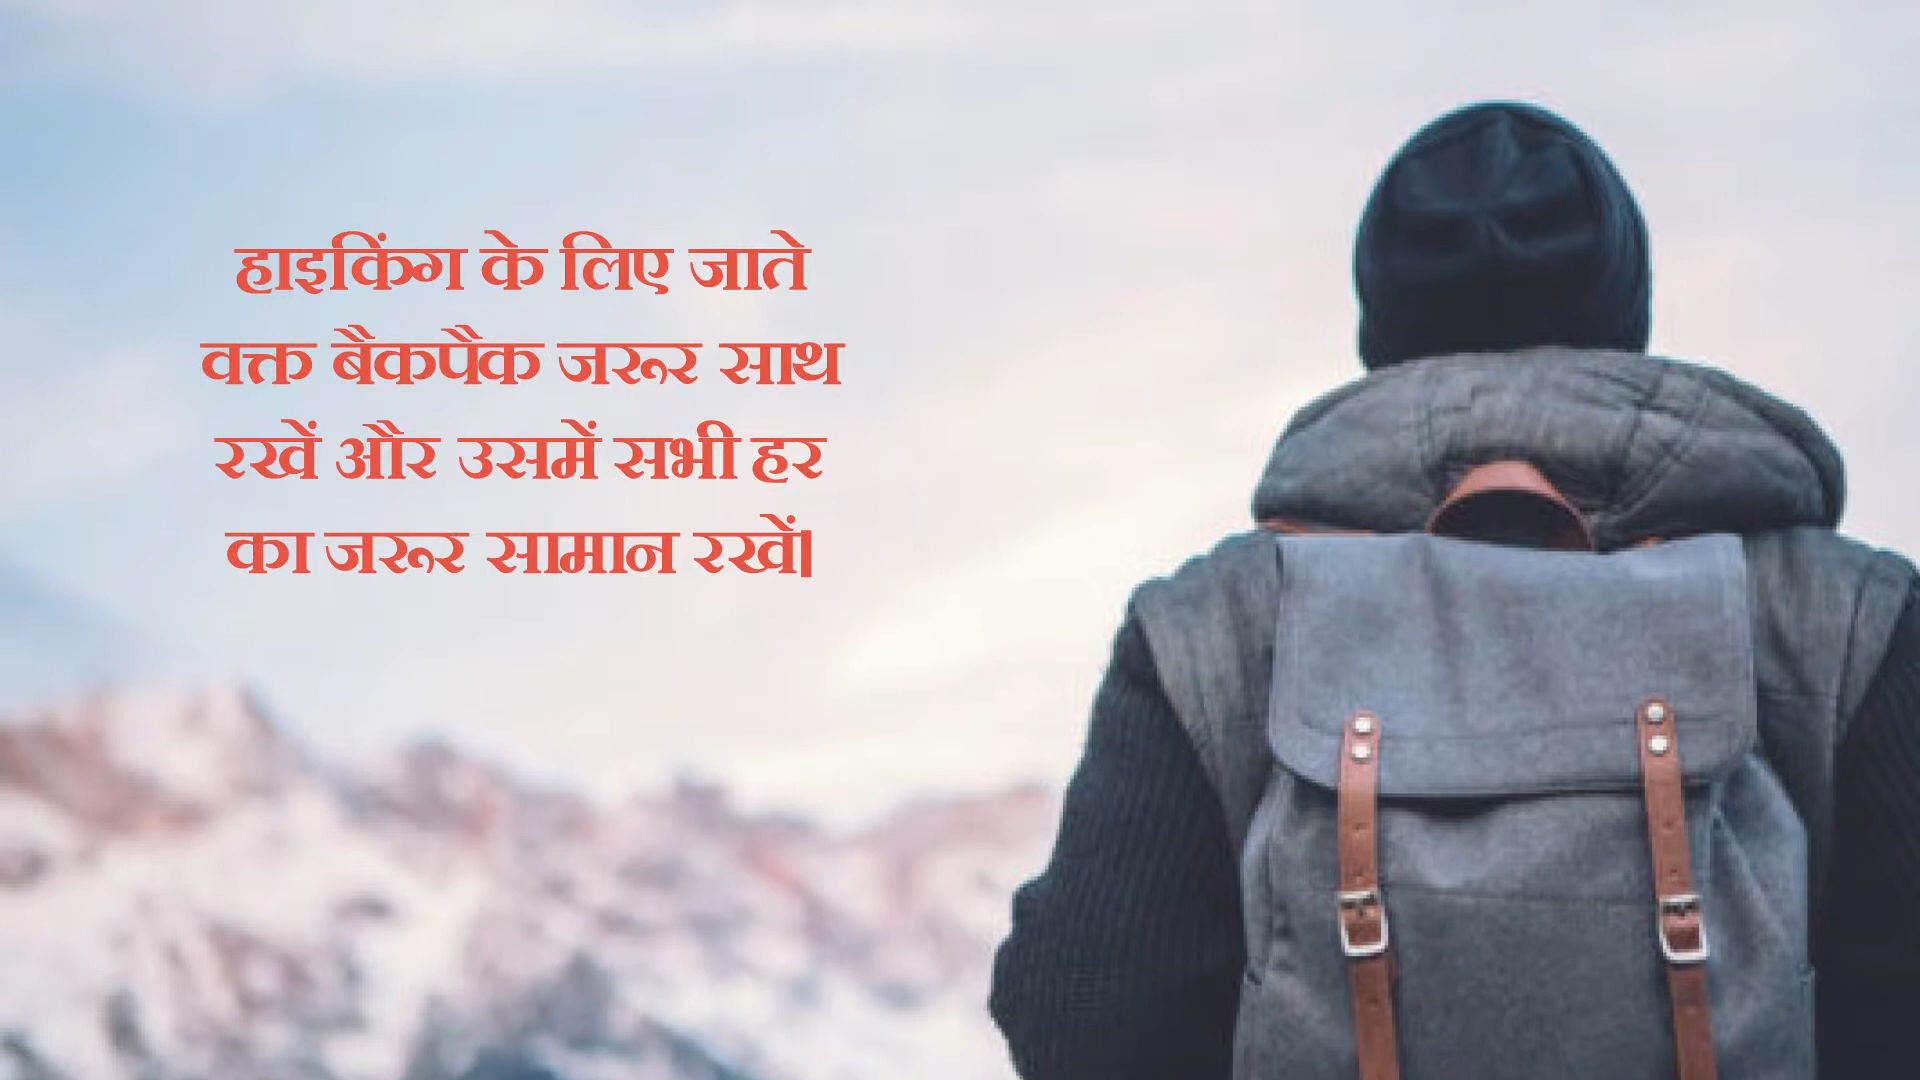 हाइकिंग के लिए जाते
वक्त बैकपैक जरूर साथ
रखें और उसमें सभी हर
का जरूर सामान रखें।